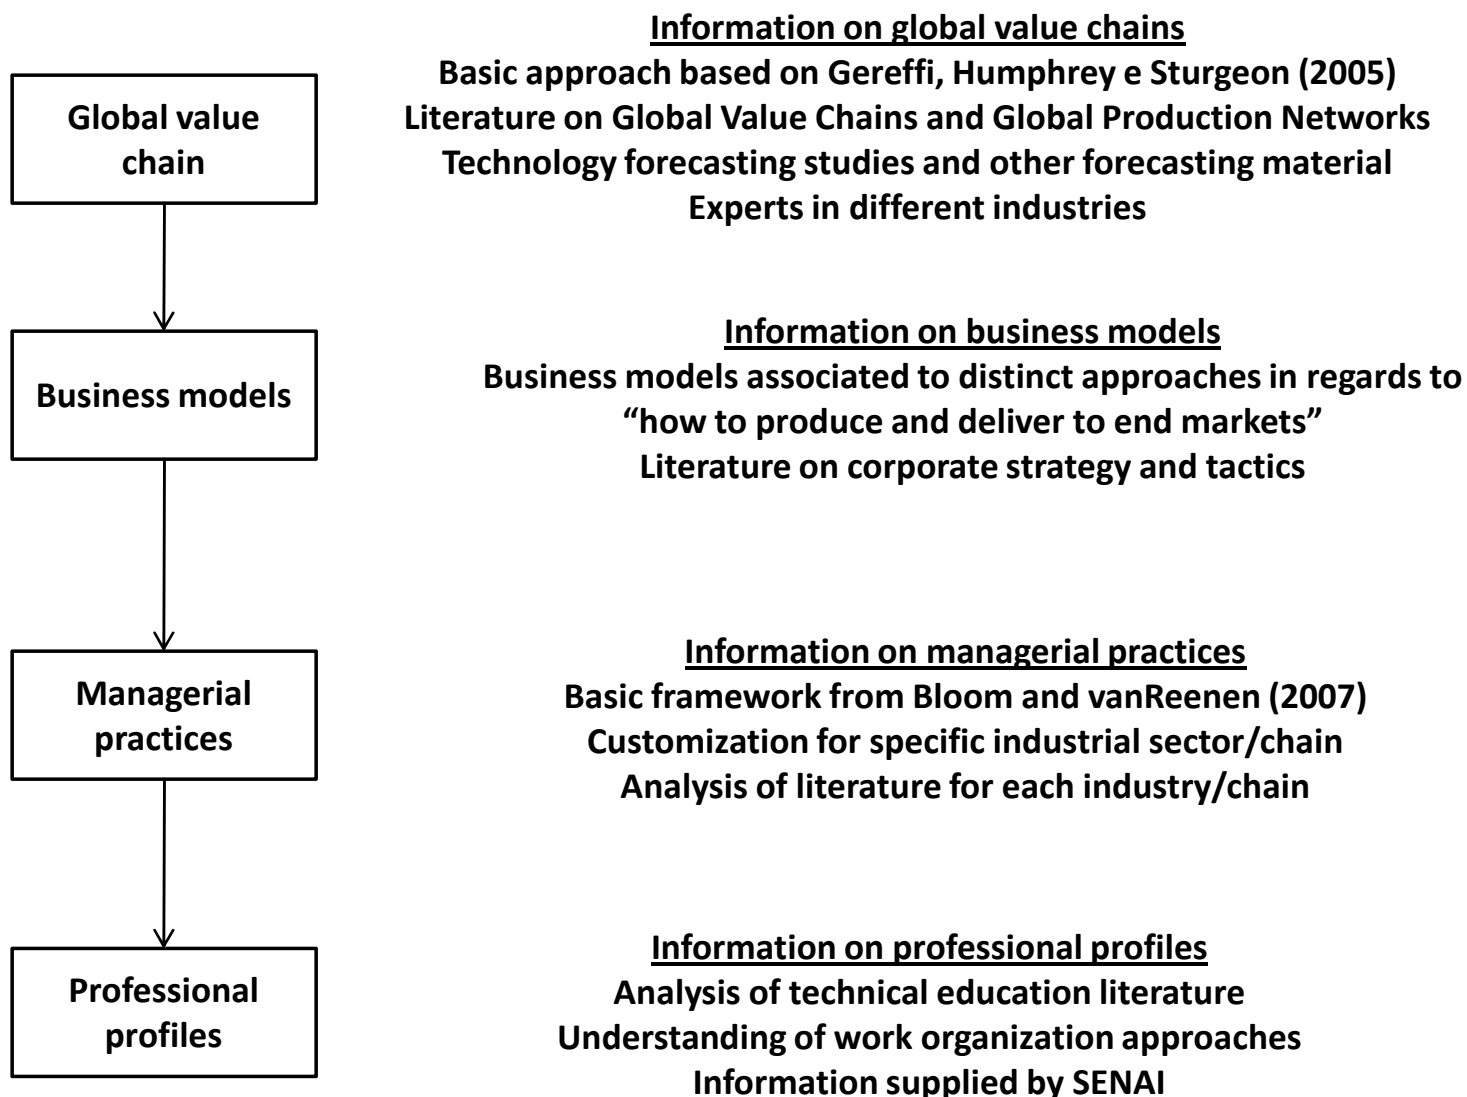 Information on global value chains
Basic approach based on Gereffi, Humphrey e Sturgeon (2005)
Global value
chain
Literature on Global Value Chains and Global Production Networks
Technology forecasting studies and other forecasting material
Experts in different industries
Information on business models
Business models
Business models associated to distinct approaches in regards to
“how to produce and deliver to end markets”
Literature on corporate strategy and tactics
Information on managerial practices
Managerial
practices
Basic framework from Bloom and vanReenen (2007)
Customization for specific industrial sector/chain
Analysis of literature for each industry/chain
Information on professional profiles
Professional
profiles
Analysis of technical education literature
Understanding of work organization approaches
Information supplied by SENAI